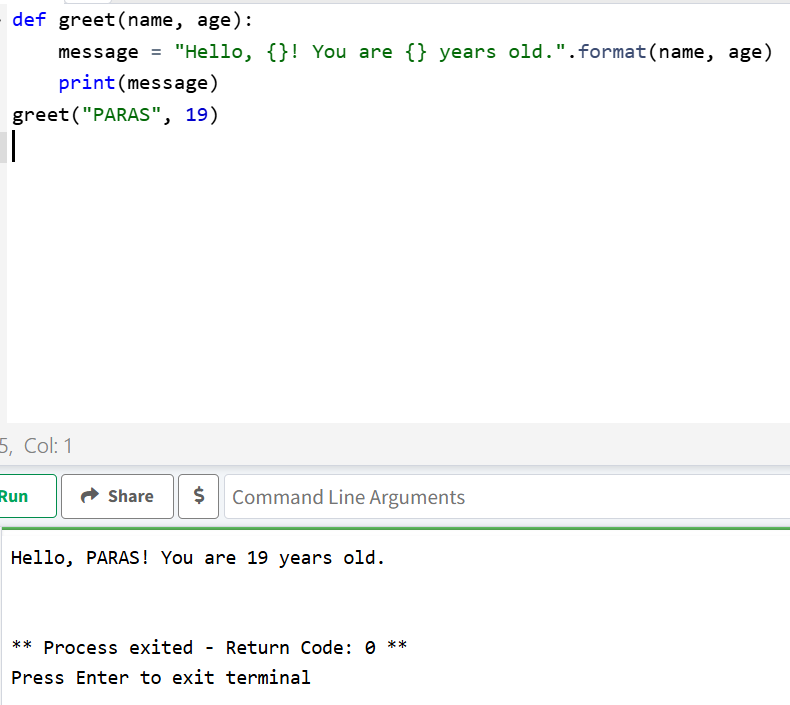 def greet(name, age):
    message = "Hello, {}! You are {} years old.".format(name, age)
    print(message)
greet("PARAS", 19)
5, Col: 1
Run Share $ Command Line Arguments
Hello, PARAS! You are 19 years old.
** Process exited - Return Code: 0 **
Press Enter to exit terminal